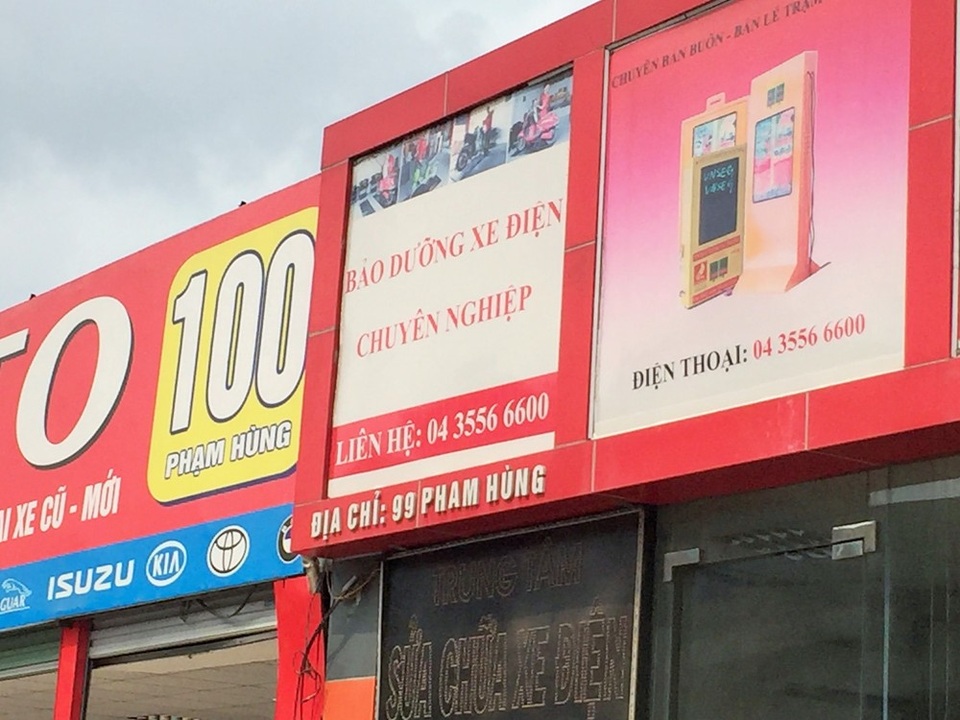 TO
100
PHẠM HÙNG
XE CŨ - MỚI
GUAR
ISUZU
KIA
BẢO DƯỠNG XE ĐIỆN
CHUYÊN NGHIỆP
LIÊN HỆ: 04 3556 6600
ĐỊA CHỈ: 99 PHẠM HÙNG
CHUYÊN BÁN BUÔN - BÁN LẺ TRẠM
ĐIỆN THOẠI: 04 3556 6600
TRUNG TÂM
SỬA CHỮA XE ĐIỆN